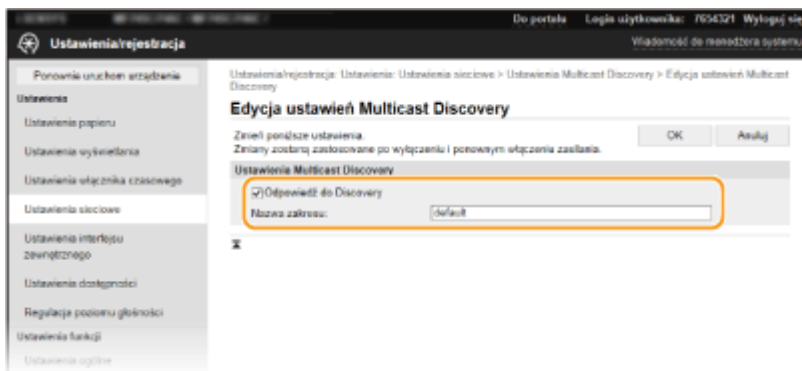 Do portalu Login użytkownika: 7654321 Wyloguj się
Ustawienia/rejestracja
Wiadomość do menedżera systemu
Ponownie uruchom urządzenie
Ustawienia
Ustawienia papieru
Ustawienia wyświetlania
Ustawienia włącznika czasowego
Ustawienia sieciowe
Ustawienia interfejsu
zewnętrznego
Ustawienia dostępności
Regulacja poziomu głośności
Ustawienia funkcji
Ustawienia ogólne
Ustawienia/rejestracja: Ustawienia: Ustawienia sieciowe > Ustawienia Multicast Discovery > Edycja ustawień Multicast
Discovery
Edycja ustawień Multicast Discovery
Zmień poniższe ustawienia.
Zmiany zostaną zastosowane po wyłączeniu i ponownym włączeniu zasilania.
OK Anuluj
Ustawienia Multicast Discovery
Odpowiedź do Discovery
Nazwa zakresu: default